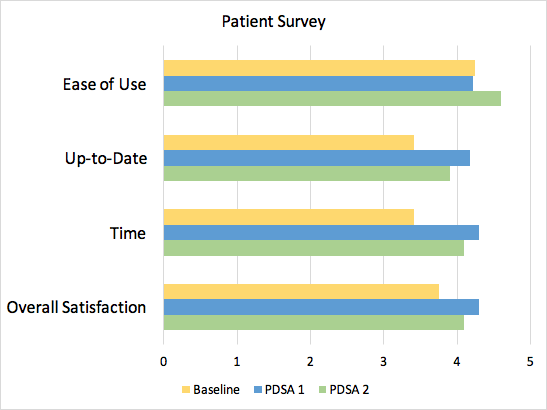 Patient Survey
Ease of Use
Up-to-Date
Time
Overall Satisfaction
0 1 2 3 4 5
Baseline PDSA 1 PDSA 2